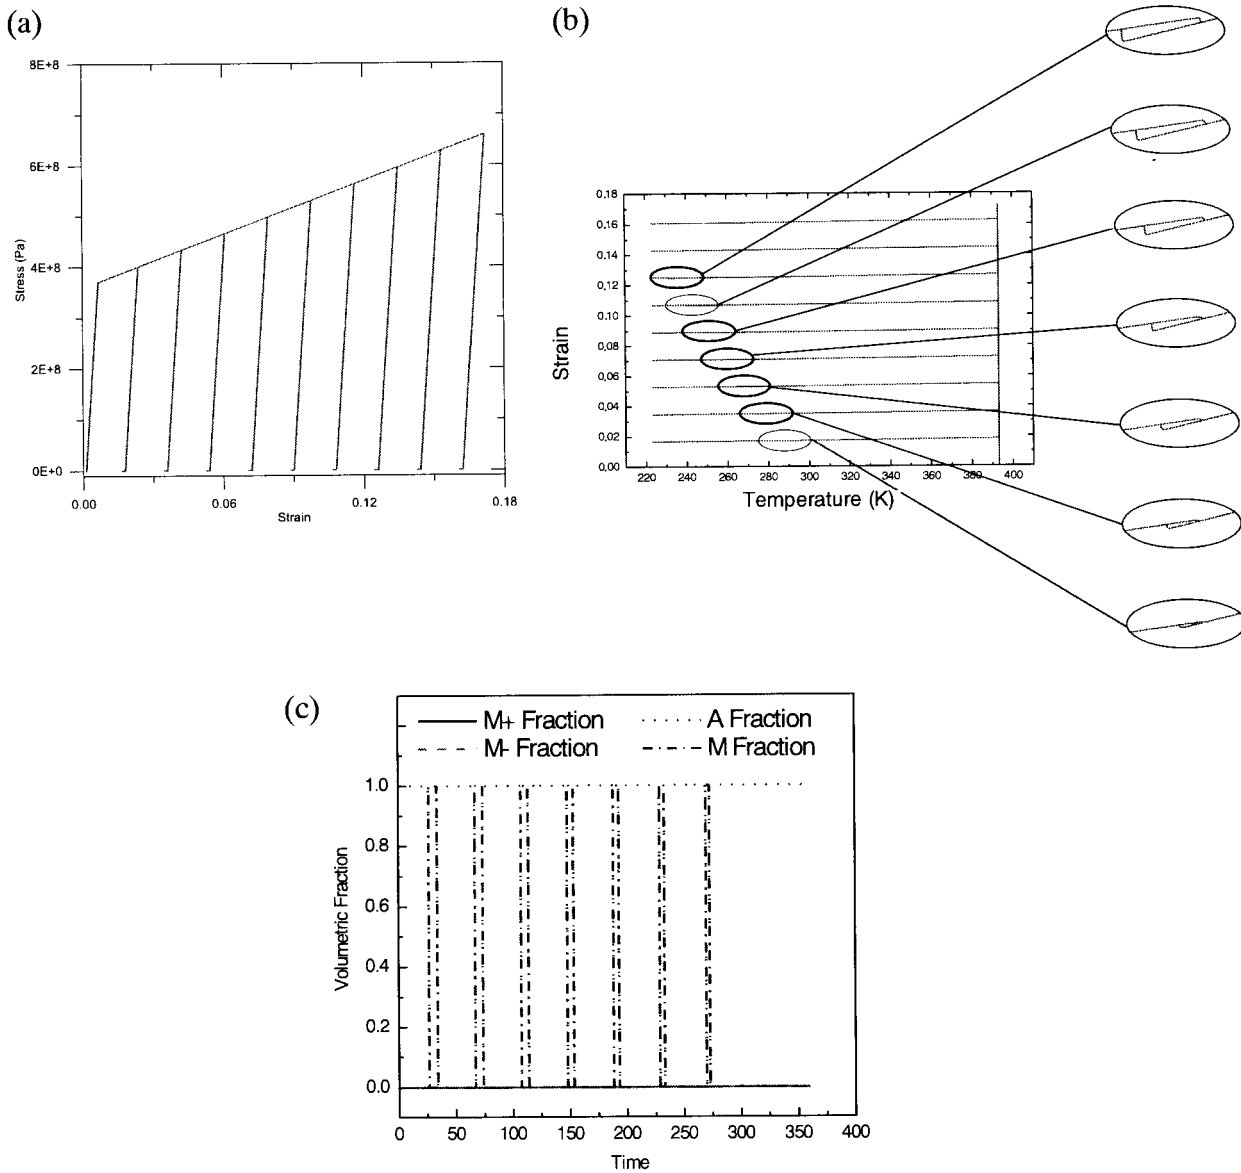 (a)
8E+8
6E+8
4E+8
2E+8
0E+0
Stress (Pa)
0.00
0.06
0.12
0.18
Strain
(b)
0,18
0,16
0,14
0,12
0,10
0,08
0,06
0,04
0,02
0,00
Strain
220
240
260
280
300
320
340
360
380
400
Temperature (K)
(c)
M+ Fraction
A Fraction
M- Fraction
M Fraction
1.0
0.8
0.6
0.4
0.2
0.0
Volumetric Fraction
0
50
100
150
200
250
300
350
400
Time